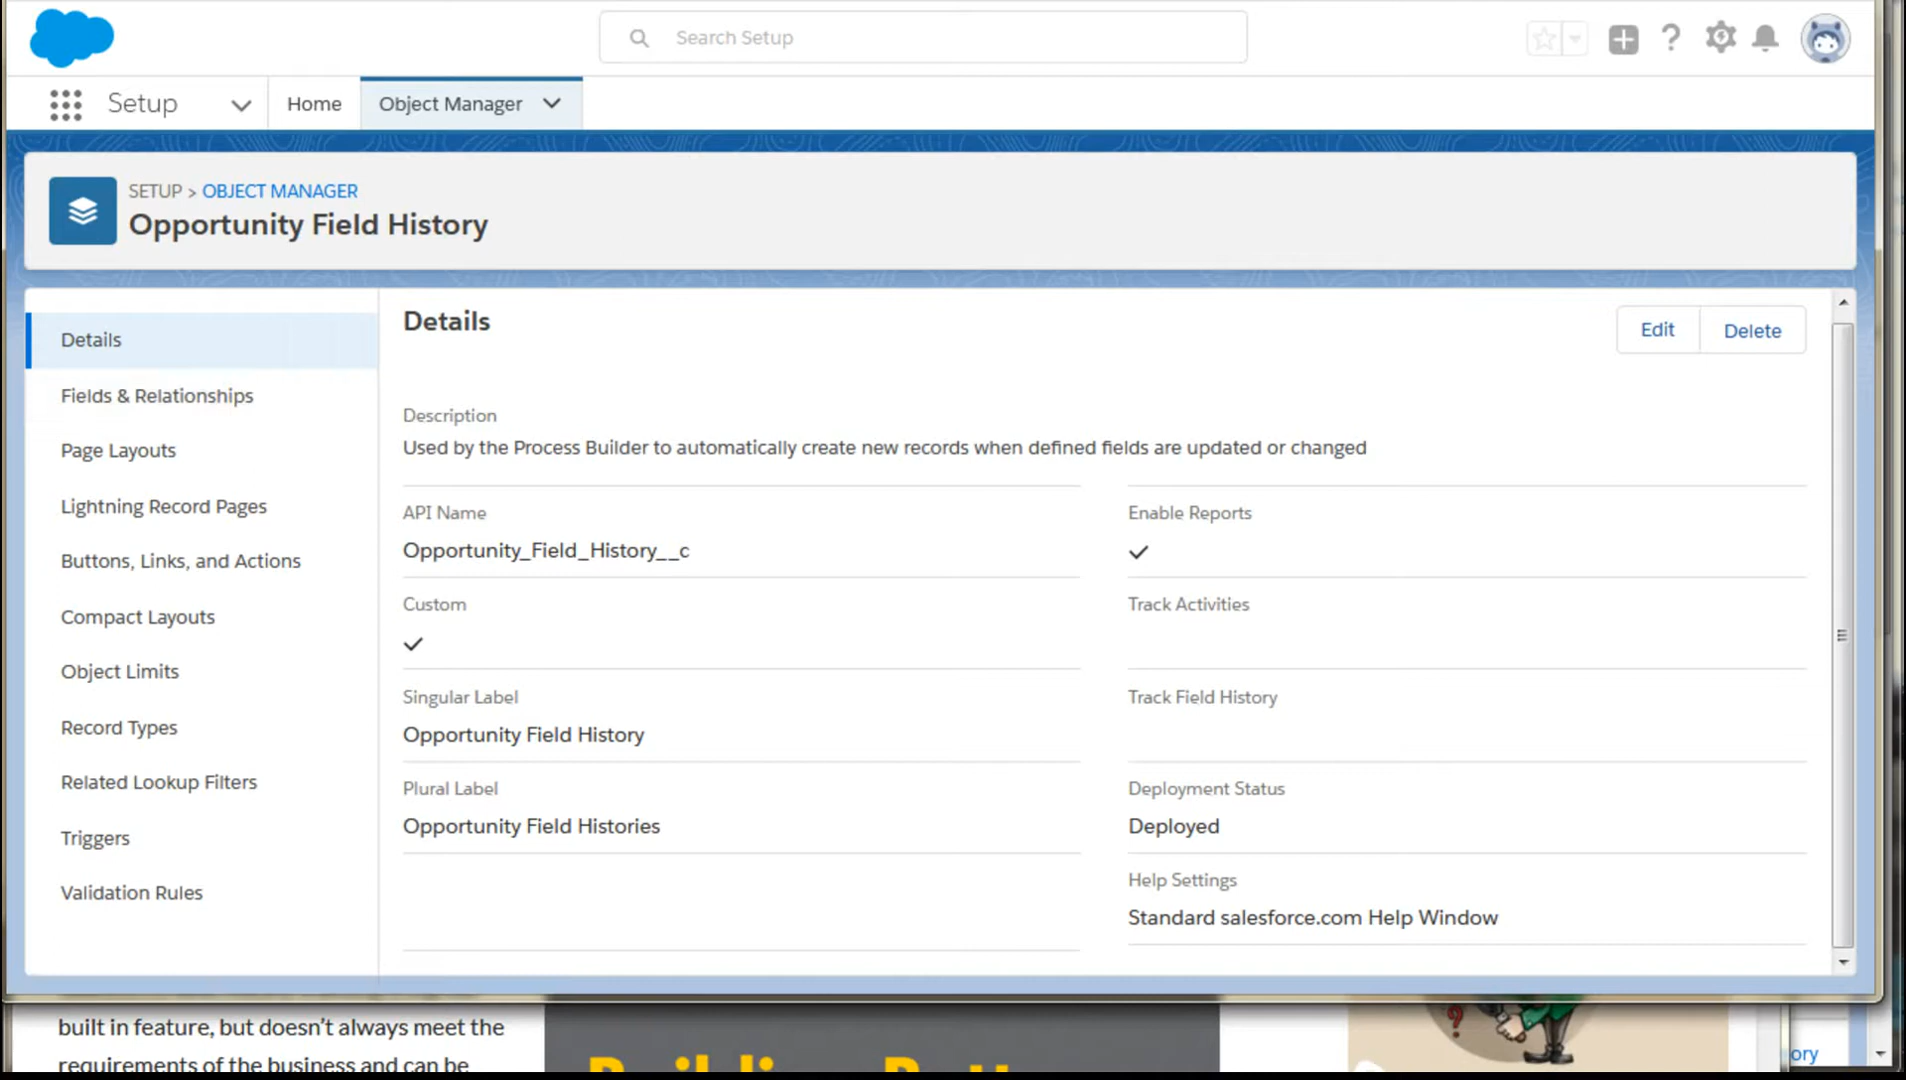 Search Setup
Setup
Home
Object Manager
SETUP > OBJECT MANAGER
Opportunity Field History
Details
Fields & Relationships
Page Layouts
Lightning Record Pages
Buttons, Links, and Actions
Compact Layouts
Object Limits
Record Types
Related Lookup Filters
Triggers
Validation Rules
Details
Edit
Delete
Description
Used by the Process Builder to automatically create new records when defined fields are updated or changed
API Name
Opportunity_Field_History__c
Enable Reports
Custom
Track Activities
Singular Label
Opportunity Field History
Track Field History
Plural Label
Opportunity Field Histories
Deployment Status
Deployed
Help Settings
Standard salesforce.com Help Window
built in feature, but doesn't always meet the
requirements of the business and can be
Building
ory